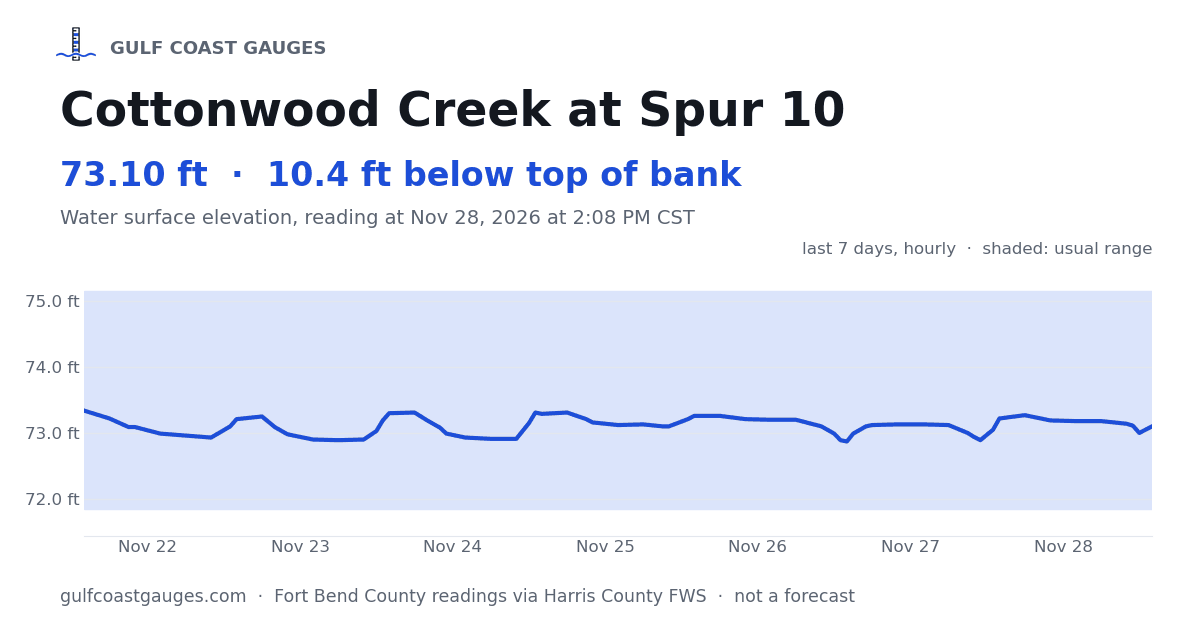 GULF COAST GAUGES
Cottonwood Creek at Spur 10
73.10 ft · 10.4 ft below top of bank
Water surface elevation, reading at Nov 28, 2026 at 2:08 PM CST
last 7 days, hourly · shaded: usual range
75.0 ft
74.0 ft
73.0 ft
72.0 ft
Nov 22 Nov 23 Nov 24 Nov 25 Nov 26 Nov 27 Nov 28
gulfcoastgauges.com · Fort Bend County readings via Harris County FWS · not a forecast